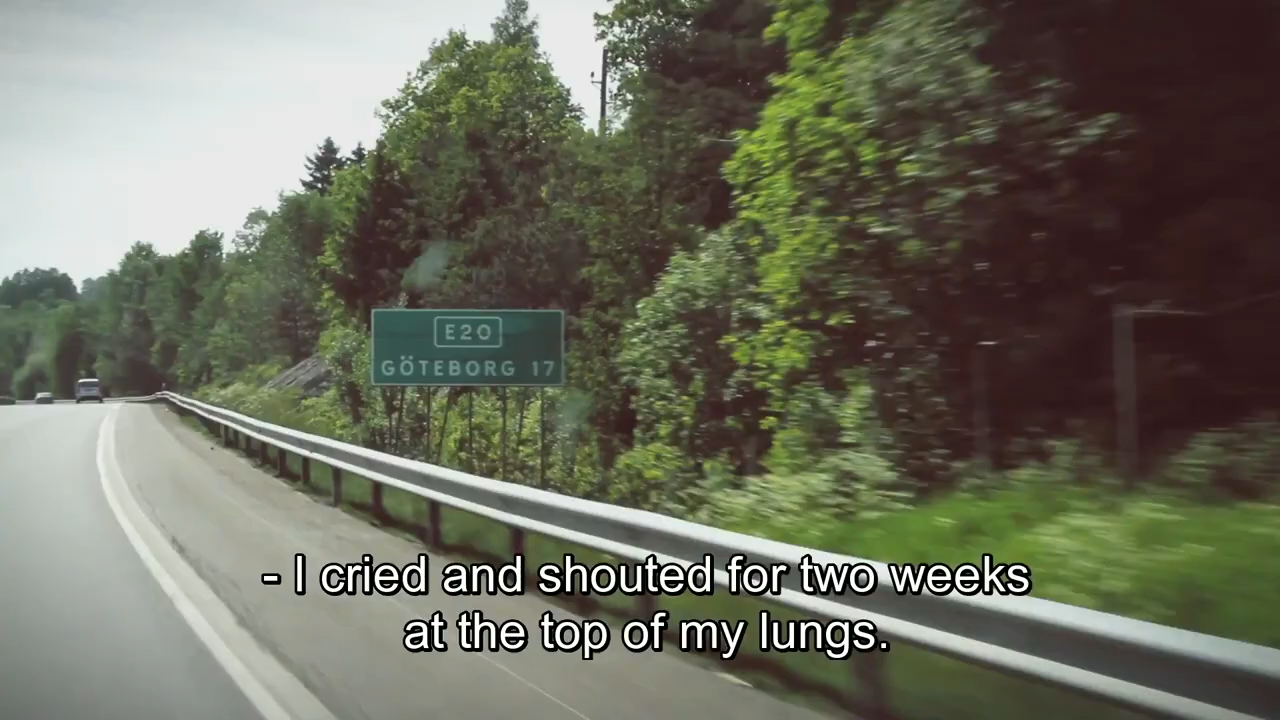 E20
GÖTEBORG 17
- I cried and shouted for two weeks
at the top of my lungs.